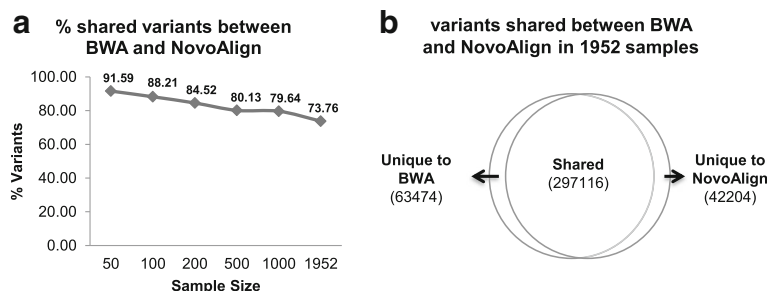 a
% shared variants between
BWA and NovoAlign
100.00
80.00
60.00
40.00
20.00
0.00
% Variants
91.59
88.21
84.52
80.13
79.64
73.76
50 100 200 500 1000 1952
Sample Size
b
variants shared between BWA
and NovoAlign in 1952 samples
Unique to
BWA
(63474)
Shared
(297116)
Unique to
NovoAlign
(42204)